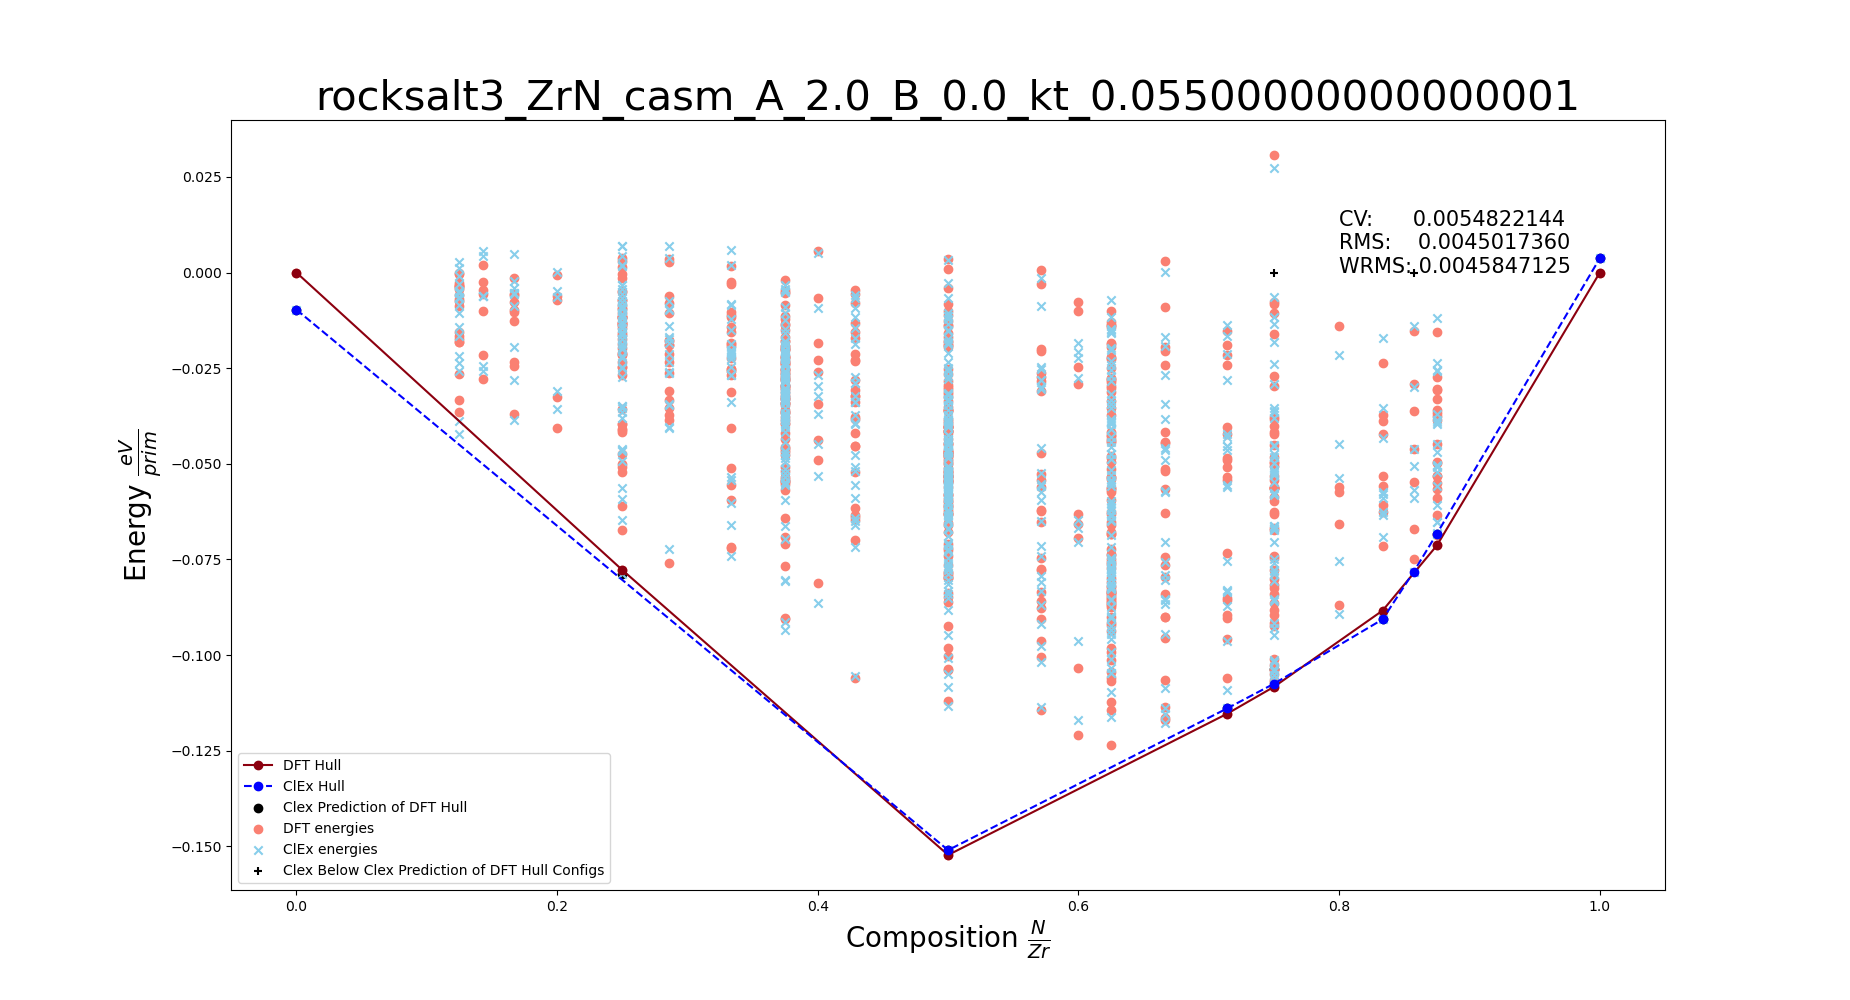 rocksalt3_ZrN_casm_A_2.0_B_0.0_kt_0.05500000000000001
CV: 0.0054822144
RMS: 0.0045017360
WRMS: 0.0045847125
Energy eV/prim
0.025
0.000
−0.025
−0.050
−0.075
−0.100
−0.125
−0.150
DFT Hull
ClEx Hull
Clex Prediction of DFT Hull
DFT energies
ClEx energies
Clex Below Clex Prediction of DFT Hull Configs
0.0 0.2 0.4 0.6 0.8 1.0
Composition N/Zr